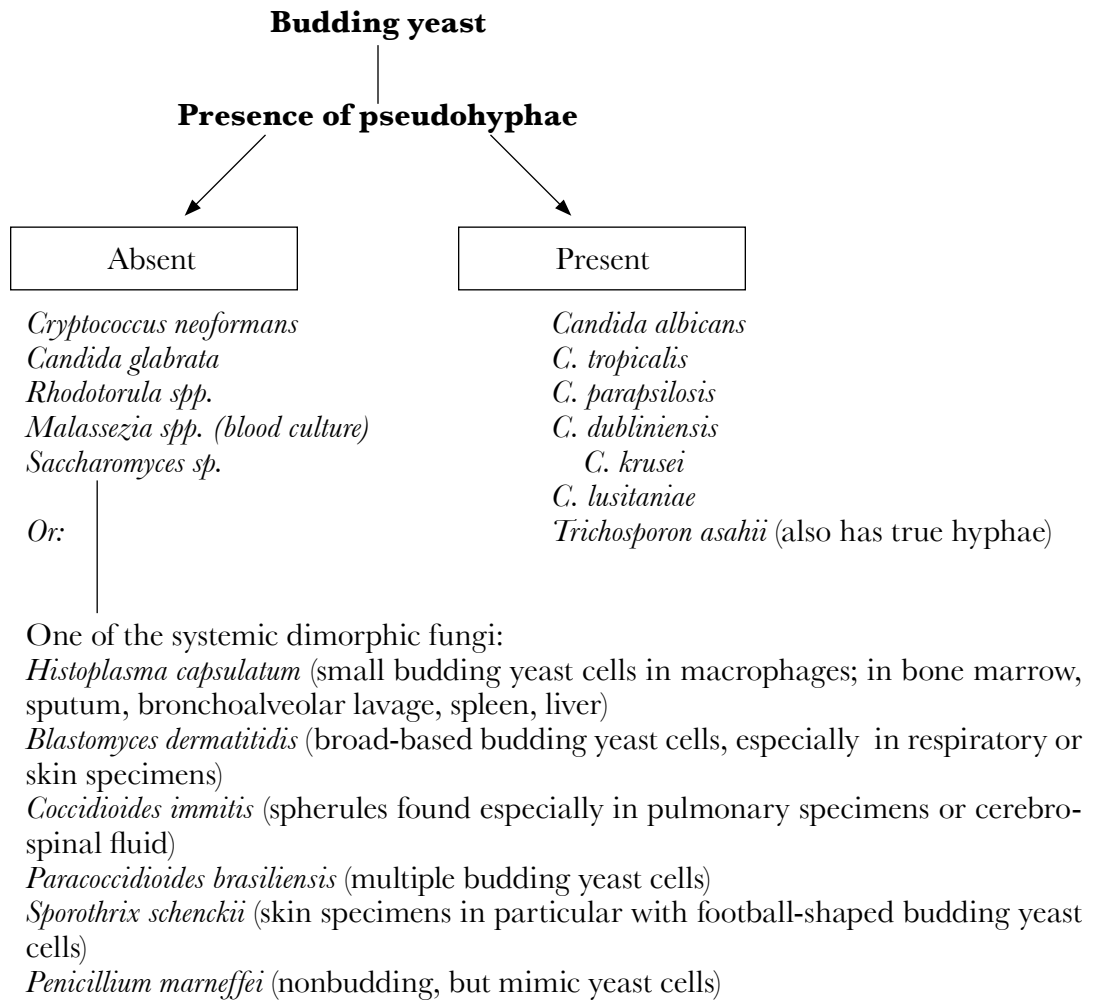 Budding yeast
Presence of pseudohyphae
Absent
Cryptococcus neoformans
Candida glabrata
Rhodotorula spp.
Malassezia spp. (blood culture)
Saccharomyces sp.
Or:
Present
Candida albicans
C. tropicalis
C. parapsilosis
C. dubliniensis
C. krusei
C. lusitaniae
Trichosporon asahii (also has true hyphae)
One of the systemic dimorphic fungi:
Histoplasma capsulatum (small budding yeast cells in macrophages; in bone marrow,
sputum, bronchoalveolar lavage, spleen, liver)
Blastomyces dermatitidis (broad-based budding yeast cells, especially in respiratory or
skin specimens)
Coccidioides immitis (spherules found especially in pulmonary specimens or cerebro-
spinal fluid)
Paracoccidioides brasiliensis (multiple budding yeast cells)
Sporothrix schenckii (skin specimens in particular with football-shaped budding yeast
cells)
Penicillium marneffei (nonbudding, but mimic yeast cells)